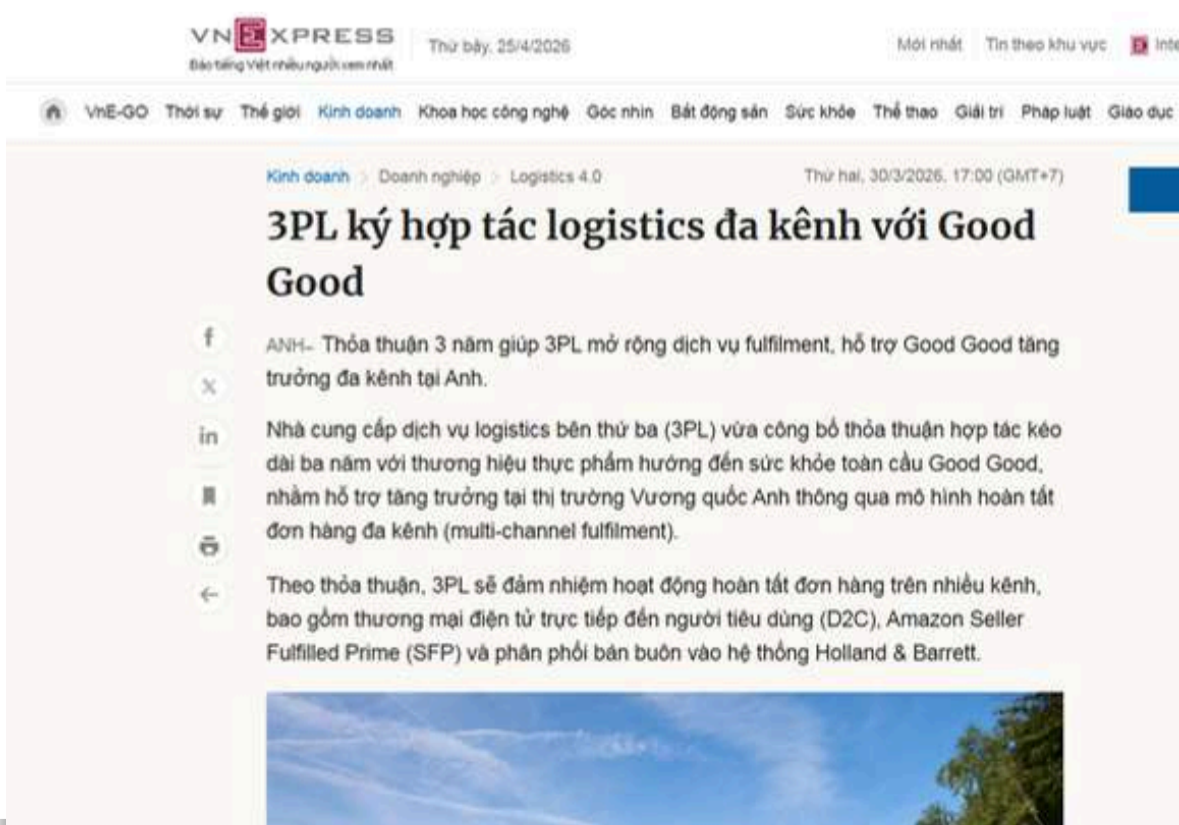 VNEXPRESS
Báo tiếng Việt nhiều người xem nhất
Thứ bảy, 25/4/2026
Mới nhất Tin theo khu vực
VnE-GO Thời sự Thế giới Kinh doanh Khoa học công nghệ Góc nhìn Bất động sản Sức khỏe Thể thao Giải trí Pháp luật Giáo dục
Kinh doanh > Doanh nghiệp > Logistics 4.0
Thứ hai, 30/3/2026, 17:00 (GMT+7)
3PL ký hợp tác logistics đa kênh với Good
Good
ANH– Thỏa thuận 3 năm giúp 3PL mở rộng dịch vụ fulfilment, hỗ trợ Good Good tăng
trưởng đa kênh tại Anh.
Nhà cung cấp dịch vụ logistics bên thứ ba (3PL) vừa công bố thỏa thuận hợp tác kéo
dài ba năm với thương hiệu thực phẩm hướng đến sức khỏe toàn cầu Good Good,
nhằm hỗ trợ tăng trưởng tại thị trường Vương quốc Anh thông qua mô hình hoàn tất
đơn hàng đa kênh (multi-channel fulfilment).
Theo thỏa thuận, 3PL sẽ đảm nhiệm hoạt động hoàn tất đơn hàng trên nhiều kênh,
bao gồm thương mại điện tử trực tiếp đến người tiêu dùng (D2C), Amazon Seller
Fulfilled Prime (SFP) và phân phối bán buôn vào hệ thống Holland & Barrett.